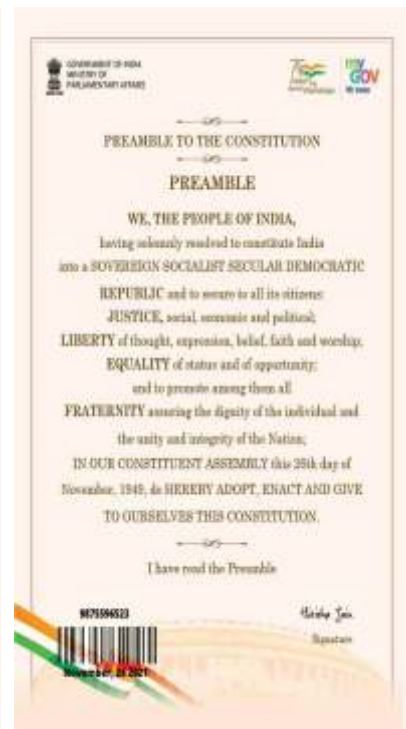 GOVERNMENT OF INDIA
MINISTRY OF
PARLIAMENTARY AFFAIRS
my
GOV
PREAMBLE TO THE CONSTITUTION
PREAMBLE
WE, THE PEOPLE OF INDIA,
having solemnly resolved to constitute India
into a SOVEREIGN SOCIALIST SECULAR DEMOCRATIC
REPUBLIC and to secure to all its citizens:
JUSTICE, social, economic and political;
LIBERTY of thought, expression, belief, faith and worship;
EQUALITY of status and of opportunity;
and to promote among them all
FRATERNITY assuring the dignity of the individual and
the unity and integrity of the Nation;
IN OUR CONSTITUENT ASSEMBLY this 26th day of
November, 1949, do HEREBY ADOPT, ENACT AND GIVE
TO OURSELVES THIS CONSTITUTION.
I have read the Preamble
9875596523
Jain
Signature
November, 26 2021